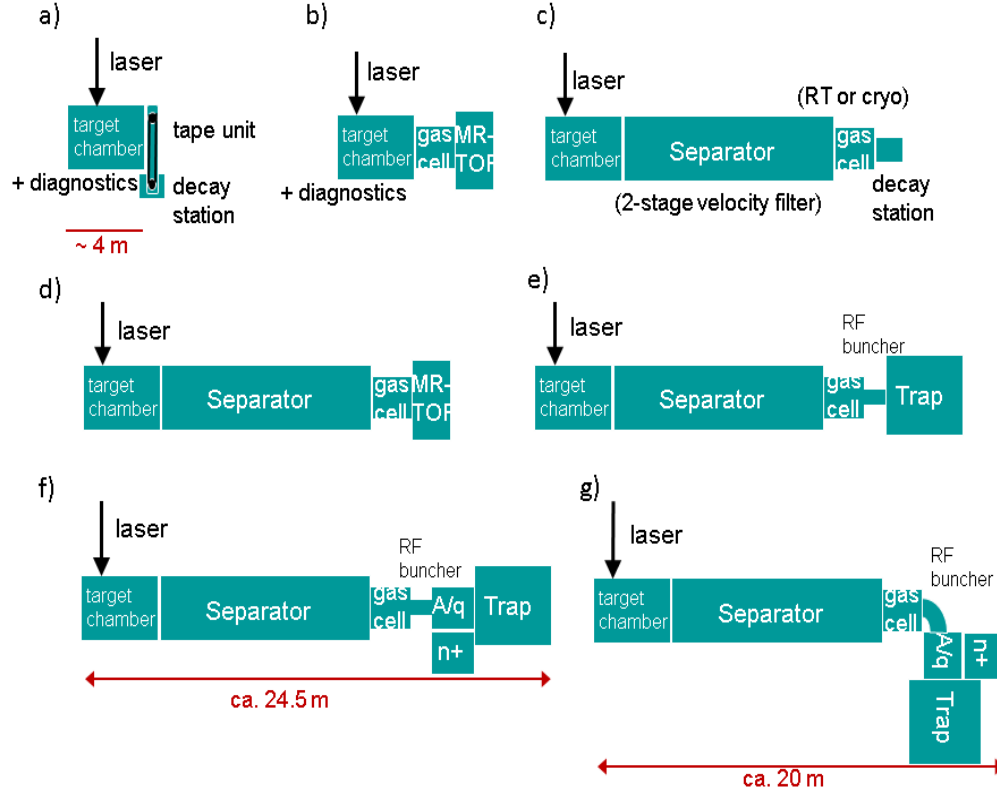 a)
laser
target
chamber
tape unit
+ diagnostics
decay
station
~ 4 m
b)
laser
target
chamber
gas
cell
MR-
TOF
+ diagnostics
c)
laser
(RT or cryo)
target
chamber
Separator
gas
cell
(2-stage velocity filter)
decay
station
d)
laser
target
chamber
Separator
gas
cell
MR-
TOF
e)
laser
RF
buncher
target
chamber
Separator
gas
cell
Trap
f)
laser
RF
buncher
target
chamber
Separator
gas
cell
A/q
Trap
n+
ca. 24.5 m
g)
laser
RF
buncher
target
chamber
Separator
gas
cell
A/q
n+
Trap
ca. 20 m